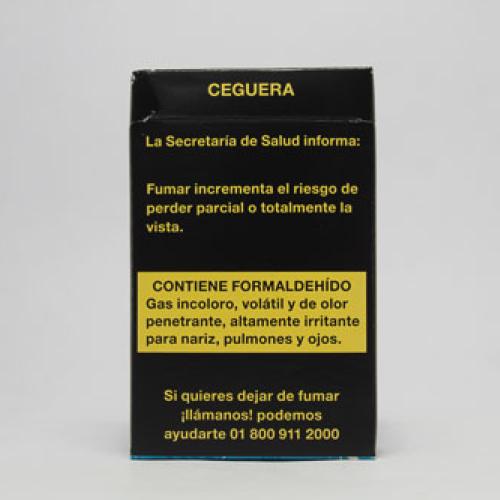 CEGUERA
La Secretaría de Salud informa:
Fumar incrementa el riesgo de
perder parcial o totalmente la
vista.
CONTIENE FORMALDEHÍDO
Gas incoloro, volátil y de olor
penetrante, altamente irritante
para nariz, pulmones y ojos.
Si quieres dejar de fumar
¡llámanos! podemos
ayudarte 01 800 911 2000